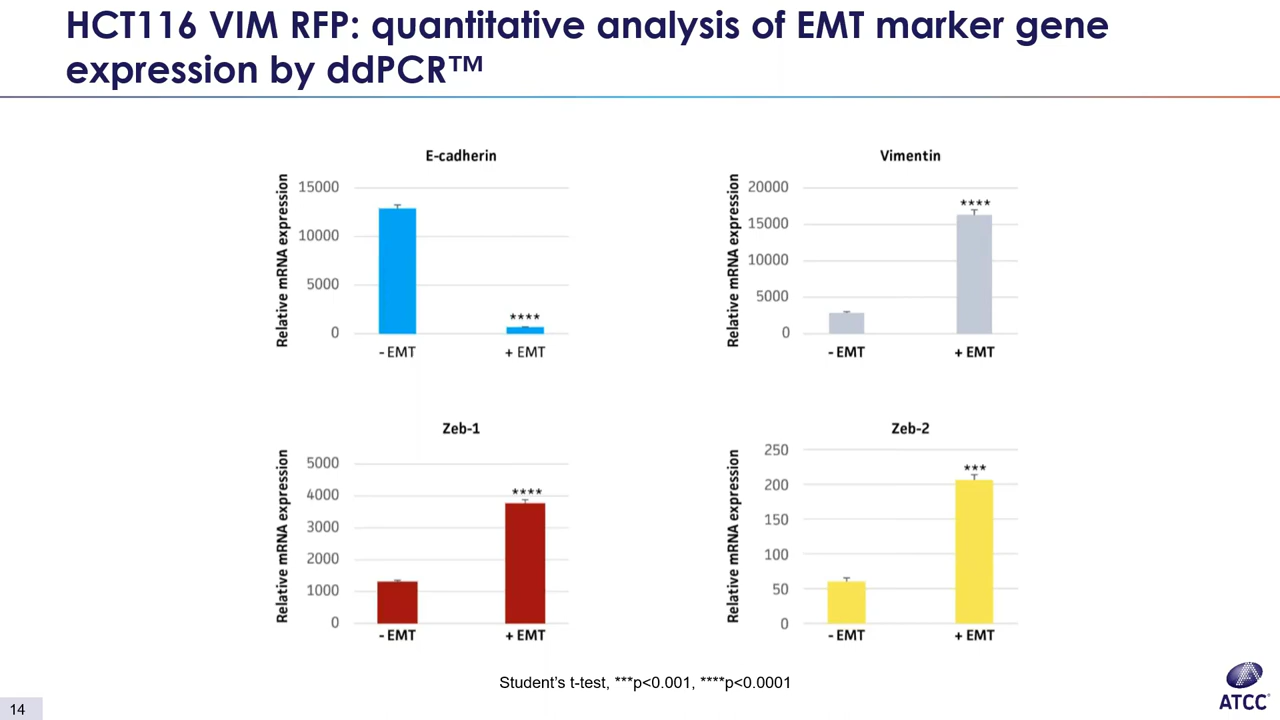 HCT116 VIM RFP: quantitative analysis of EMT marker gene
expression by ddPCR™
E-cadherin
Relative mRNA expression
15000
10000
5000
0
****
- EMT
+ EMT
Vimentin
Relative mRNA expression
20000
15000
10000
5000
0
****
- EMT
+ EMT
Zeb-1
Relative mRNA expression
5000
4000
3000
2000
1000
0
****
- EMT
+ EMT
Zeb-2
Relative mRNA expression
250
200
150
100
50
0
***
- EMT
+ EMT
Student’s t-test, ***p<0.001, ****p<0.0001
14
ATCC